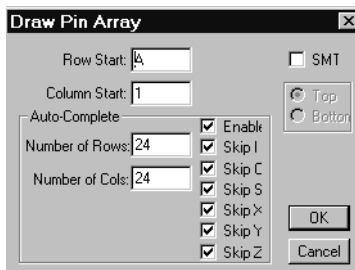 Draw Pin Array
Row Start: A
SMT
Column Start: 1
Top
Botton
Auto-Complete
Enable
Number of Rows: 24
Skip I
Number of Cols: 24
Skip C
Skip S
Skip X
Skip Y
Skip Z
OK
Cancel